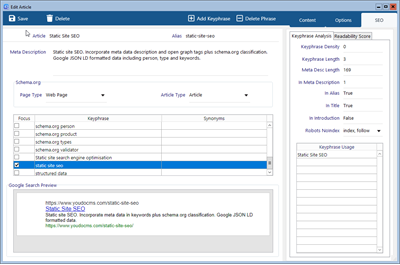 Edit Article
Save
Delete
Add Keyphrase
Delete Phrase
Content
Options
SEO
Article
Static Site SEO
Alias
static-site-seo
Meta Description
Static site SEO. Incorporate meta data description and open graph tags plus schema.org classification.
Google JSON LD formatted data including person, type and keywords.
Schema.org
Page Type
Web Page
Article Type
Article
Focus
Keyphrase
Synonyms
schema.org person
schema.org product
schema.org types
schema.org validator
Static site search engine optimisation
static site seo
structured data
Google Search Preview
https://www.youdocms.com/static-site-seo
Static Site SEO
Static site SEO. Incorporate meta data in keywords plus schema.org classification. Google JSON LD
formatted data.
https://www.youdocms.com/static-site-seo/
Keyphrase Analysis
Readability Score
Keyphrase Density
0
Keyphrase Length
3
Meta Desc Length
169
In Meta Description
1
In Alias
True
In Title
True
In Introduction
False
Robots NoIndex
index, follow
Keyphrase Usage
Static Site SEO